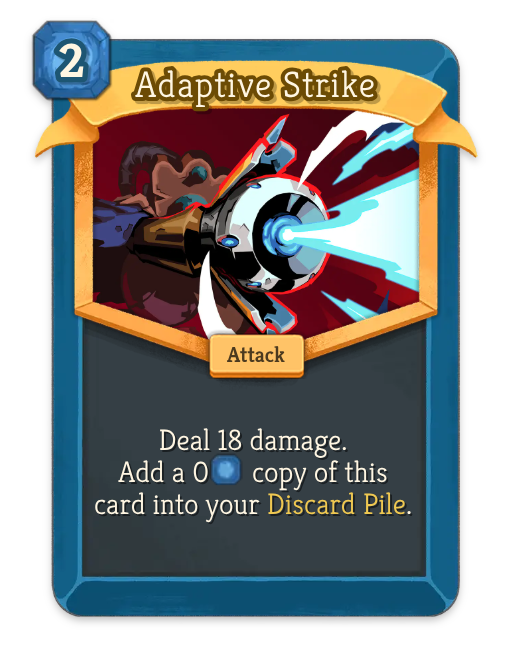 2
Adaptive Strike
Attack
Deal 18 damage.
Add a 0 copy of this
card into your Discard Pile.